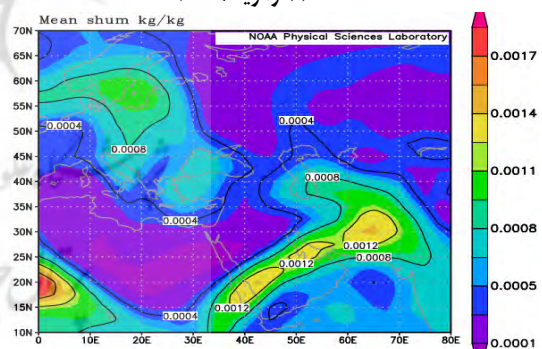 Mean shum kg/kg
NOAA Physical Sciences Laboratory
70N
65N
60N
55N
50N
45N
40N
35N
30N
25N
20N
15N
10N
0
10E
20E
30E
40E
50E
60E
70E
80E
0.0004
0.0004
0.0008
0.0008
0.0004
0.0012
0.0008
0.0012
0.0012
0.0004
0.0017
0.0014
0.0011
0.0008
0.0005
0.0001